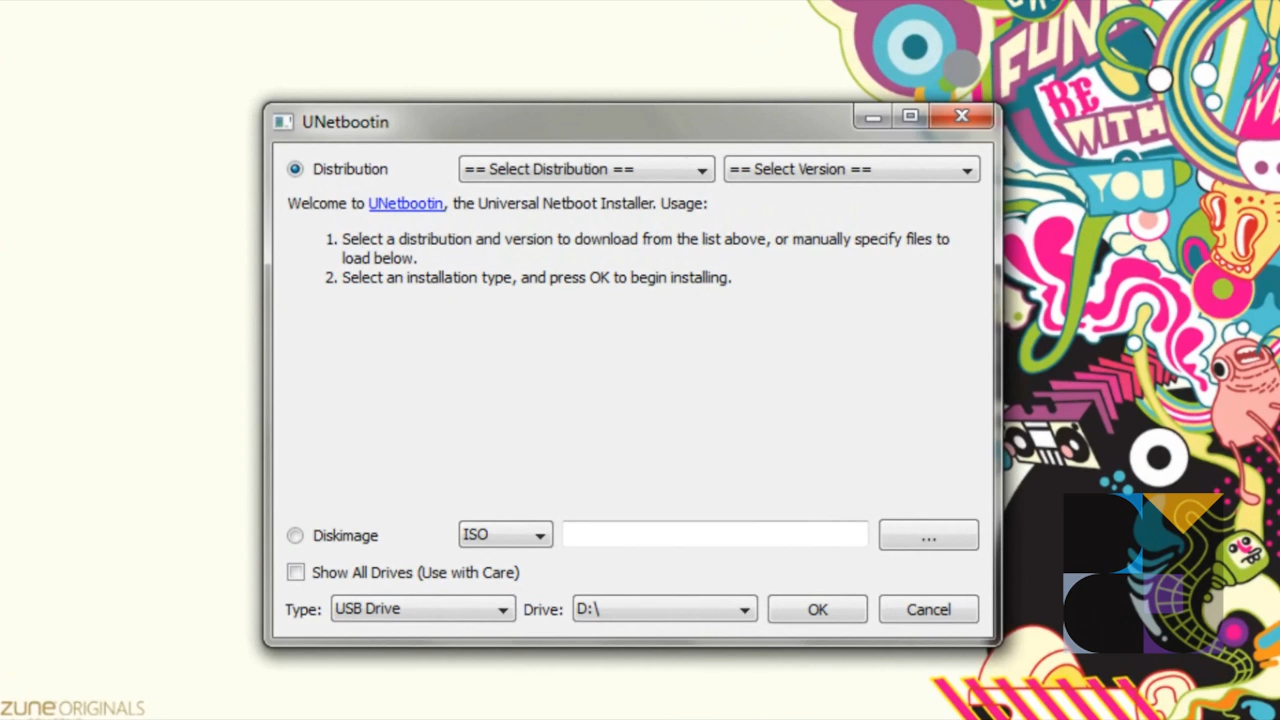 FUN
BE
WITH
YOU
UNetbootin
Distribution
== Select Distribution ==
== Select Version ==
Welcome to UNetbootin, the Universal Netboot Installer. Usage:
1. Select a distribution and version to download from the list above, or manually specify files to
load below.
2. Select an installation type, and press OK to begin installing.
Diskimage
ISO
...
Show All Drives (Use with Care)
Type:
USB Drive
Drive:
D:\
OK
Cancel
ZUNE ORIGINALS